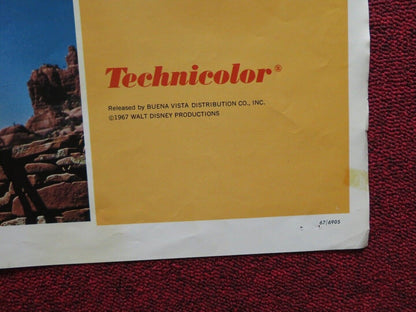 Technicolor®
Released by BUENA VISTA DISTRIBUTION CO., INC.
©1967 WALT DISNEY PRODUCTIONS
67/6905